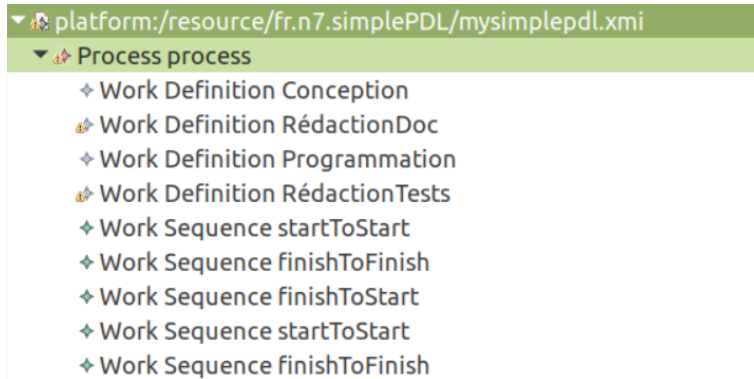 platform:/resource/fr.n7.simplePDL/mysimplepdl.xmi
Process process
Work Definition Conception
Work Definition RédactionDoc
Work Definition Programmation
Work Definition RédactionTests
Work Sequence startToStart
Work Sequence finishToFinish
Work Sequence finishToStart
Work Sequence startToStart
Work Sequence finishToFinish